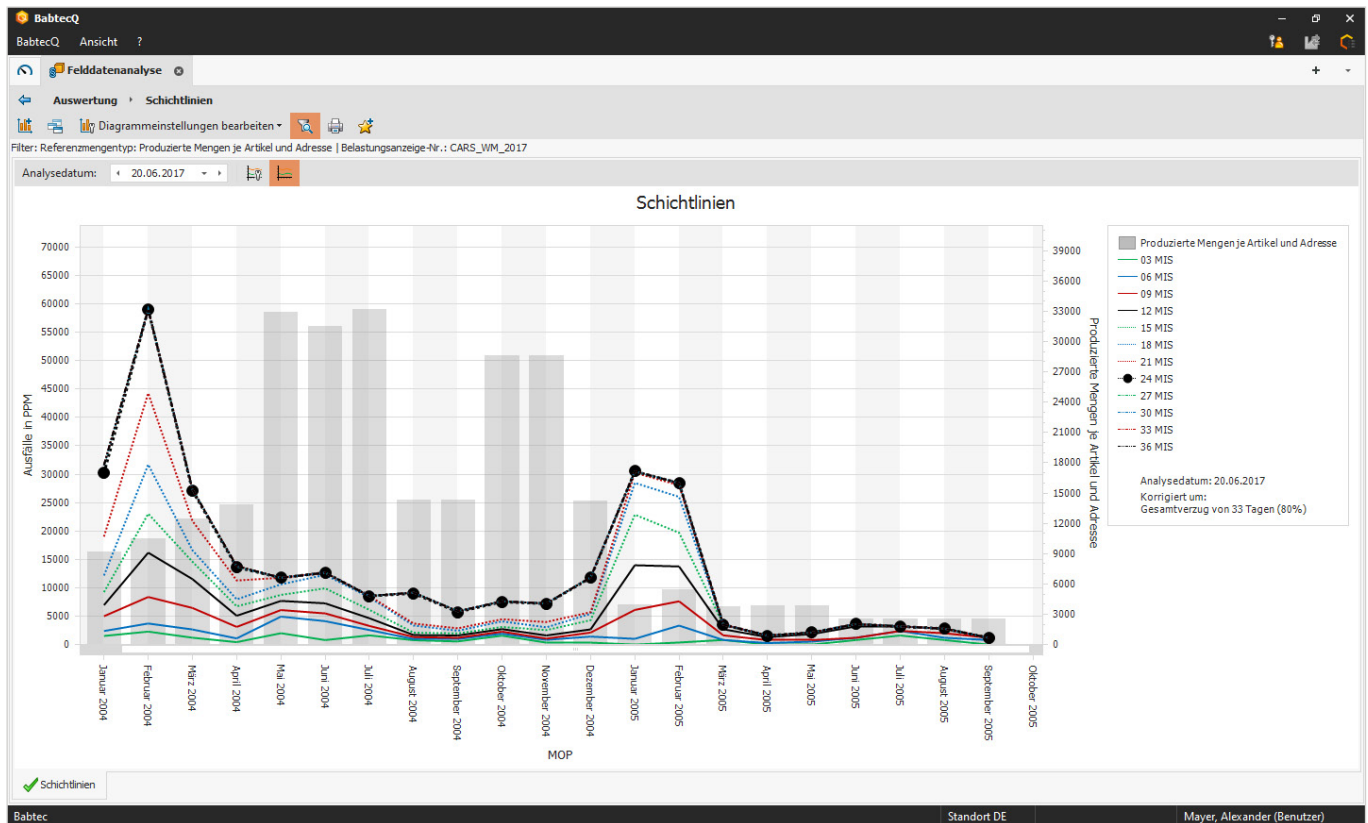 BabtecQ
BabtecQ Ansicht ?
Felddatenanalyse
Auswertung Schichtlinien
Diagrammeinstellungen bearbeiten
Filter: Referenzmengentyp: Produzierte Mengen je Artikel und Adresse | Belastungsanzeige-Nr.: CARS_WM_2017
Analysedatum: 20.06.2017
Schichtlinien
Ausfälle in PPM
70000
65000
60000
55000
50000
45000
40000
35000
30000
25000
20000
15000
10000
5000
0
39000
36000
33000
30000
27000
24000
21000
18000
15000
12000
9000
6000
3000
0
Produzierte Mengen je Artikel und Adresse
Januar 2004
Februar 2004
März 2004
April 2004
Mai 2004
Juni 2004
Juli 2004
August 2004
September 2004
Oktober 2004
November 2004
Dezember 2004
Januar 2005
Februar 2005
März 2005
April 2005
Mai 2005
Juni 2005
Juli 2005
August 2005
September 2005
Oktober 2005
MOP
Produzierte Mengen je Artikel und Adresse
03 MIS
06 MIS
09 MIS
12 MIS
15 MIS
18 MIS
21 MIS
24 MIS
27 MIS
30 MIS
33 MIS
36 MIS
Analysedatum: 20.06.2017
Korrigiert um:
Gesamtverzug von 33 Tagen (80%)
Schichtlinien
Babtec Standort DE Mayer, Alexander (Benutzer)